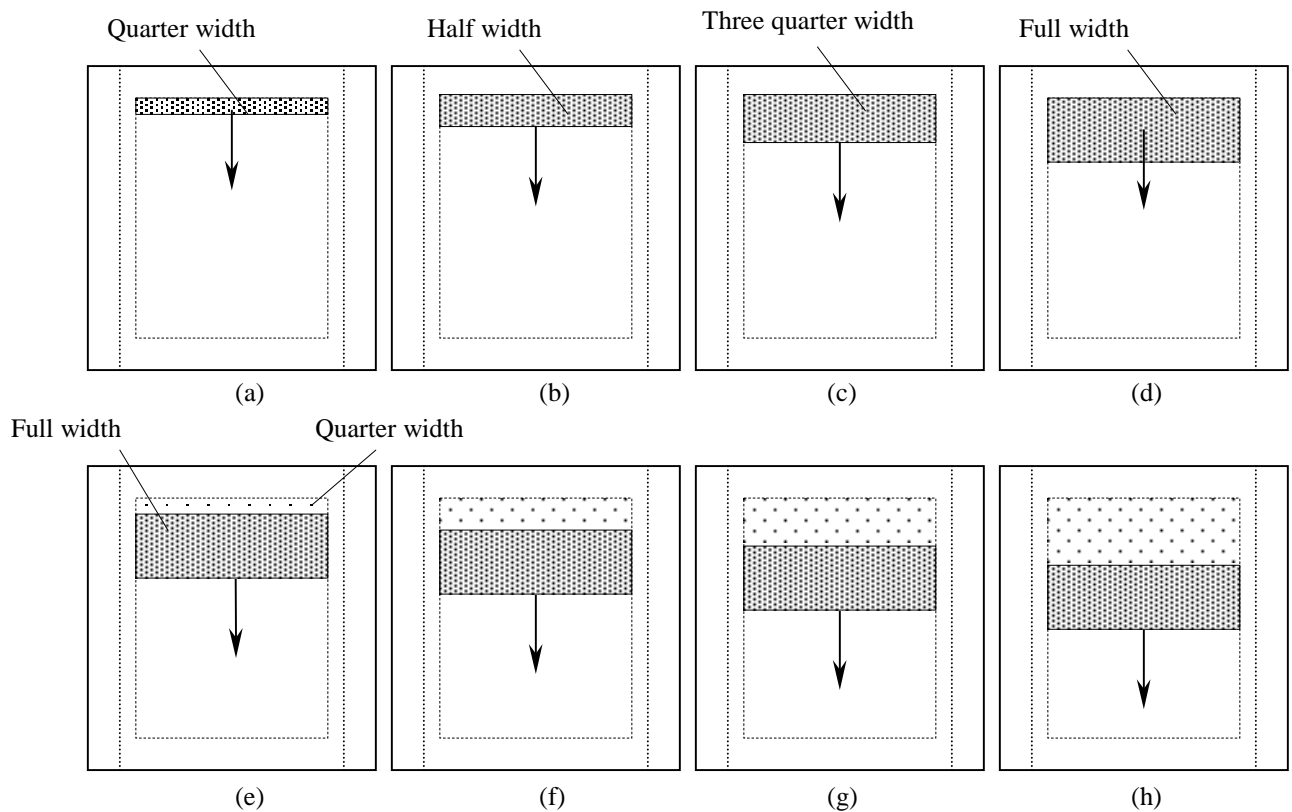 Quarter width
Half width
Three quarter width
Full width
(a)
(b)
(c)
(d)
Full width
Quarter width
(e)
(f)
(g)
(h)